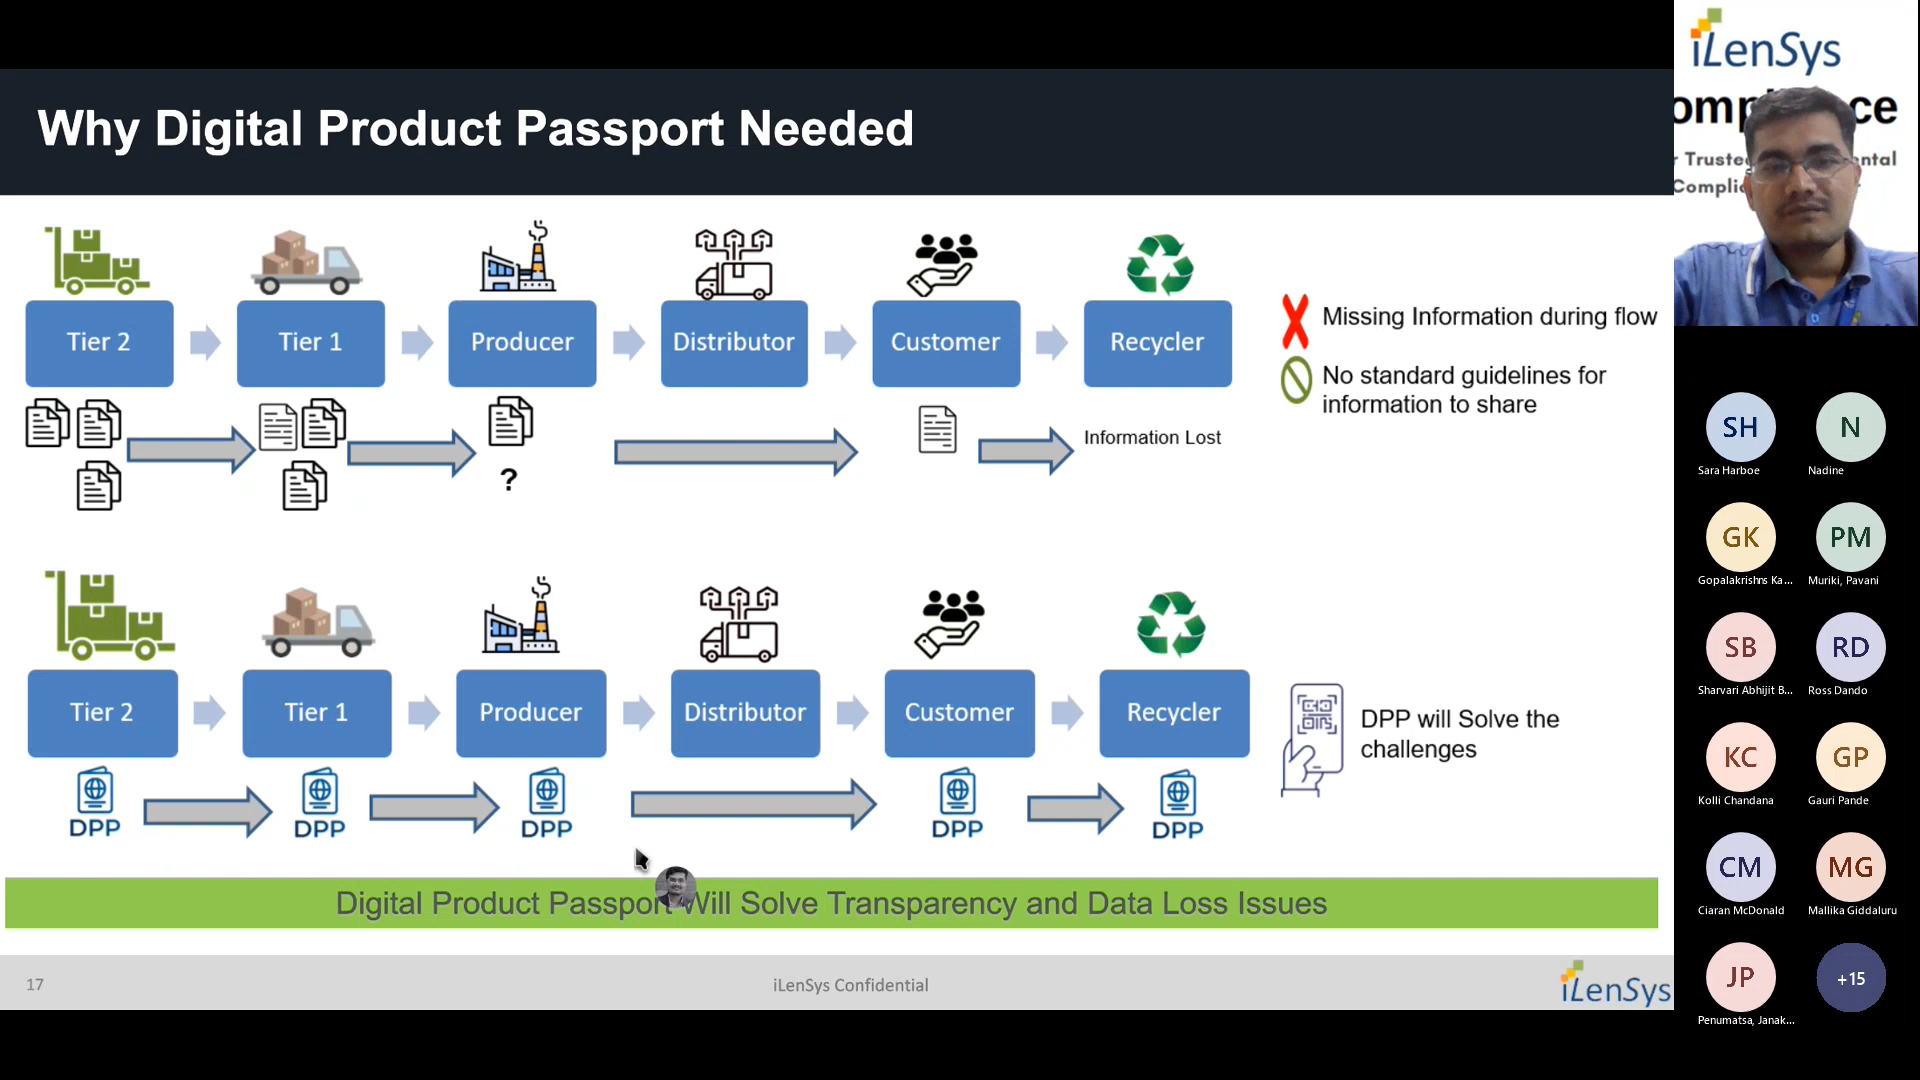 Why Digital Product Passport Needed
Tier 2
Tier 1
Producer
Distributor
Customer
Recycler
?
Information Lost
Missing Information during flow
No standard guidelines for
information to share
Tier 2
Tier 1
Producer
Distributor
Customer
Recycler
DPP
DPP
DPP
DPP
DPP
DPP will Solve the
challenges
Digital Product Passport Will Solve Transparency and Data Loss Issues
17
iLenSys Confidential
iLenSys
iLenSys
SH
Sara Harboe
N
Nadine
GK
Gopalakrishns Ka...
PM
Muriki, Pavani
SB
Sharvari Abhijit B...
RD
Ross Dando
KC
Kolli Chandana
GP
Gauri Pande
CM
Ciaran McDonald
MG
Mallika Giddaluru
JP
Penumatsa, Janak...
+15